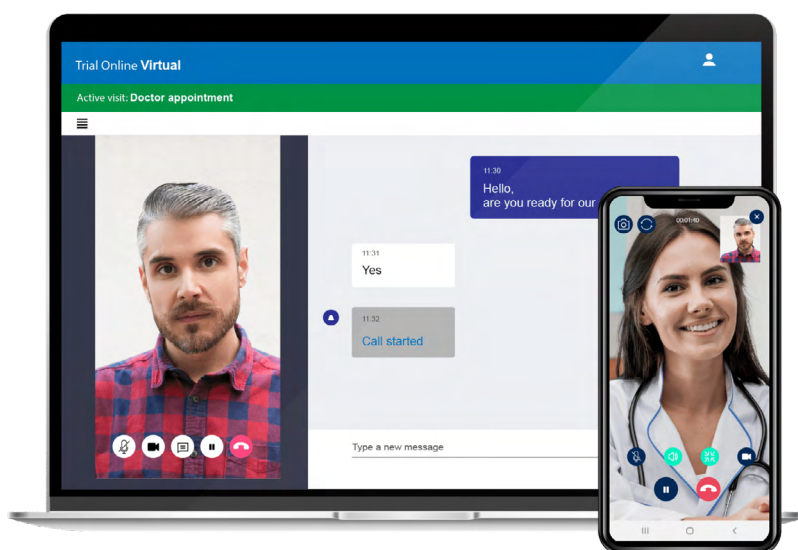 Trial Online Virtual
Active visit: Doctor appointment
11:30
Hello,
are you ready for our
11:31
Yes
11:32
Call started
Type a new message
00:01:40